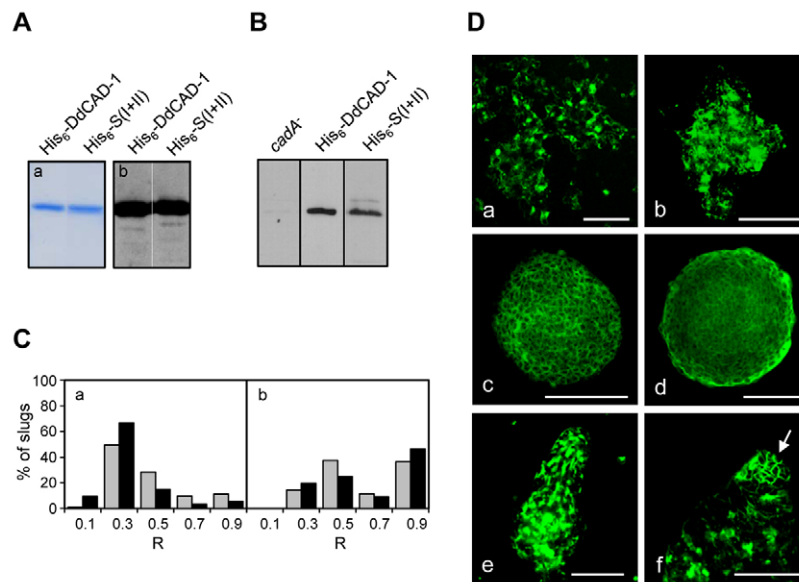 A
B
D
His6-DdCAD-1
His6-S(I+II)
His6-DdCAD-1
His6-S(I+II)
cadA-
His6-DdCAD-1
His6-S(I+II)
a
b
a
b
C
100
80
60
40
20
0
% of slugs
a
b
0.1 0.3 0.5 0.7 0.9
0.1 0.3 0.5 0.7 0.9
R
R
c
d
e
f